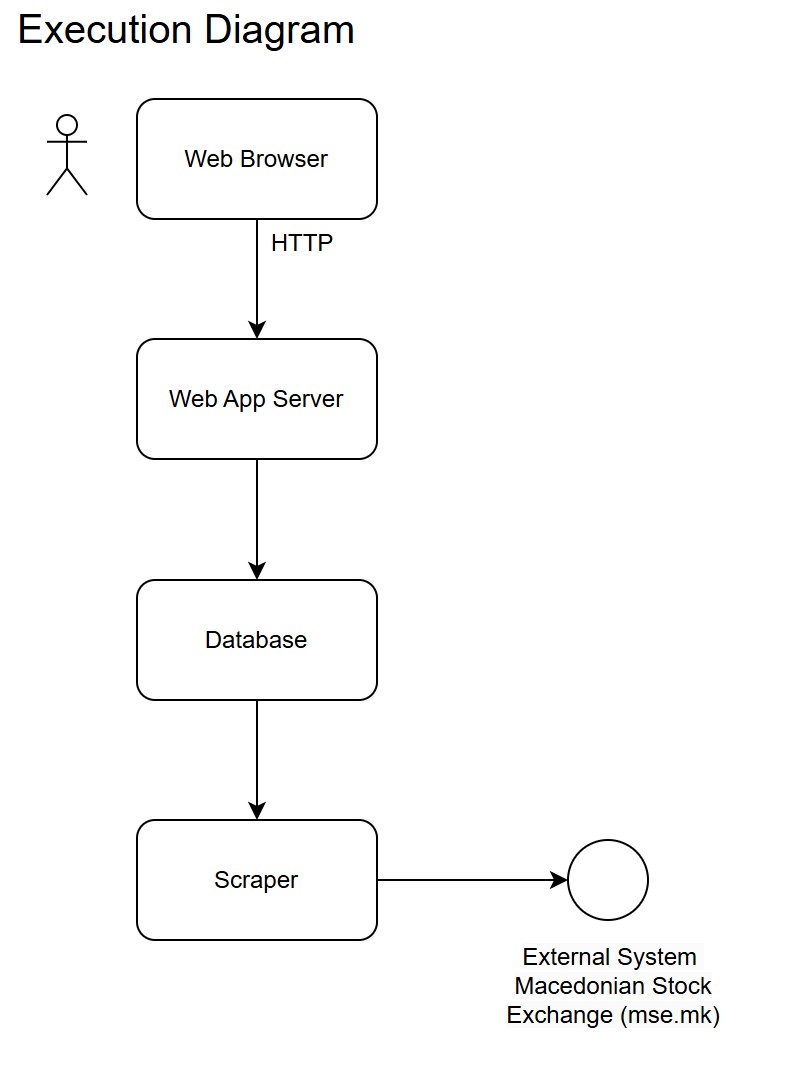 Execution Diagram
Web Browser
HTTP
Web App Server
Database
Scraper
External System
Macedonian Stock
Exchange (mse.mk)